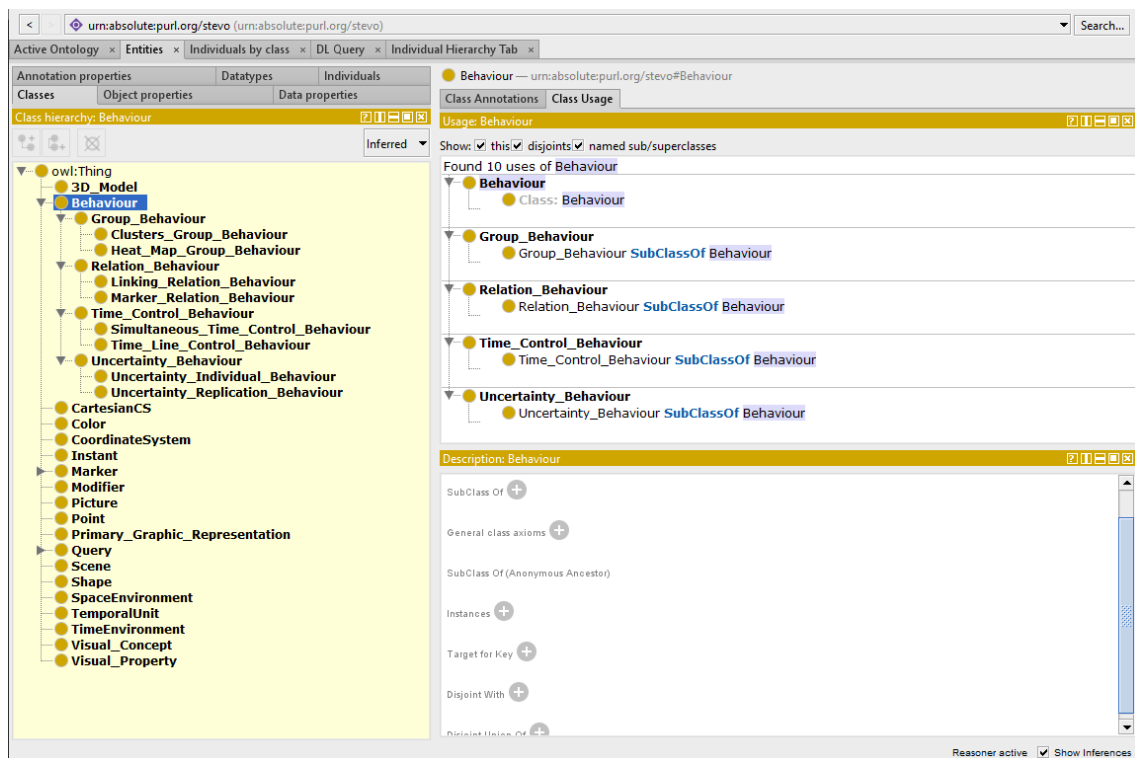 < > urn:absolute:purl.org/stevo (urn:absolute:purl.org/stevo) Search...
Active Ontology × Entities × Individuals by class × DL Query × Individual Hierarchy Tab ×
Annotation properties Datatypes Individuals
Classes Object properties Data properties
Class hierarchy: Behaviour
Inferred
owl:Thing
3D_Model
Behaviour
Group_Behaviour
Clusters_Group_Behaviour
Heat_Map_Group_Behaviour
Relation_Behaviour
Linking_Relation_Behaviour
Marker_Relation_Behaviour
Time_Control_Behaviour
Simultaneous_Time_Control_Behaviour
Time_Line_Control_Behaviour
Uncertainty_Behaviour
Uncertainty_Individual_Behaviour
Uncertainty_Replication_Behaviour
CartesianCS
Color
CoordinateSystem
Instant
Marker
Modifier
Picture
Point
Primary_Graphic_Representation
Query
Scene
Shape
SpaceEnvironment
TemporalUnit
TimeEnvironment
Visual_Concept
Visual_Property
Behaviour — urn:absolute:purl.org/stevo#Behaviour
Class Annotations Class Usage
Usage: Behaviour
Show: this disjoints named sub/superclasses
Found 10 uses of Behaviour
Behaviour
Class: Behaviour
Group_Behaviour
Group_Behaviour SubClassOf Behaviour
Relation_Behaviour
Relation_Behaviour SubClassOf Behaviour
Time_Control_Behaviour
Time_Control_Behaviour SubClassOf Behaviour
Uncertainty_Behaviour
Uncertainty_Behaviour SubClassOf Behaviour
Description: Behaviour
SubClass Of
General class axioms
SubClass Of (Anonymous Ancestor)
Instances
Target for Key
Disjoint With
Disjoint Union Of
Reasoner active Show Inferences